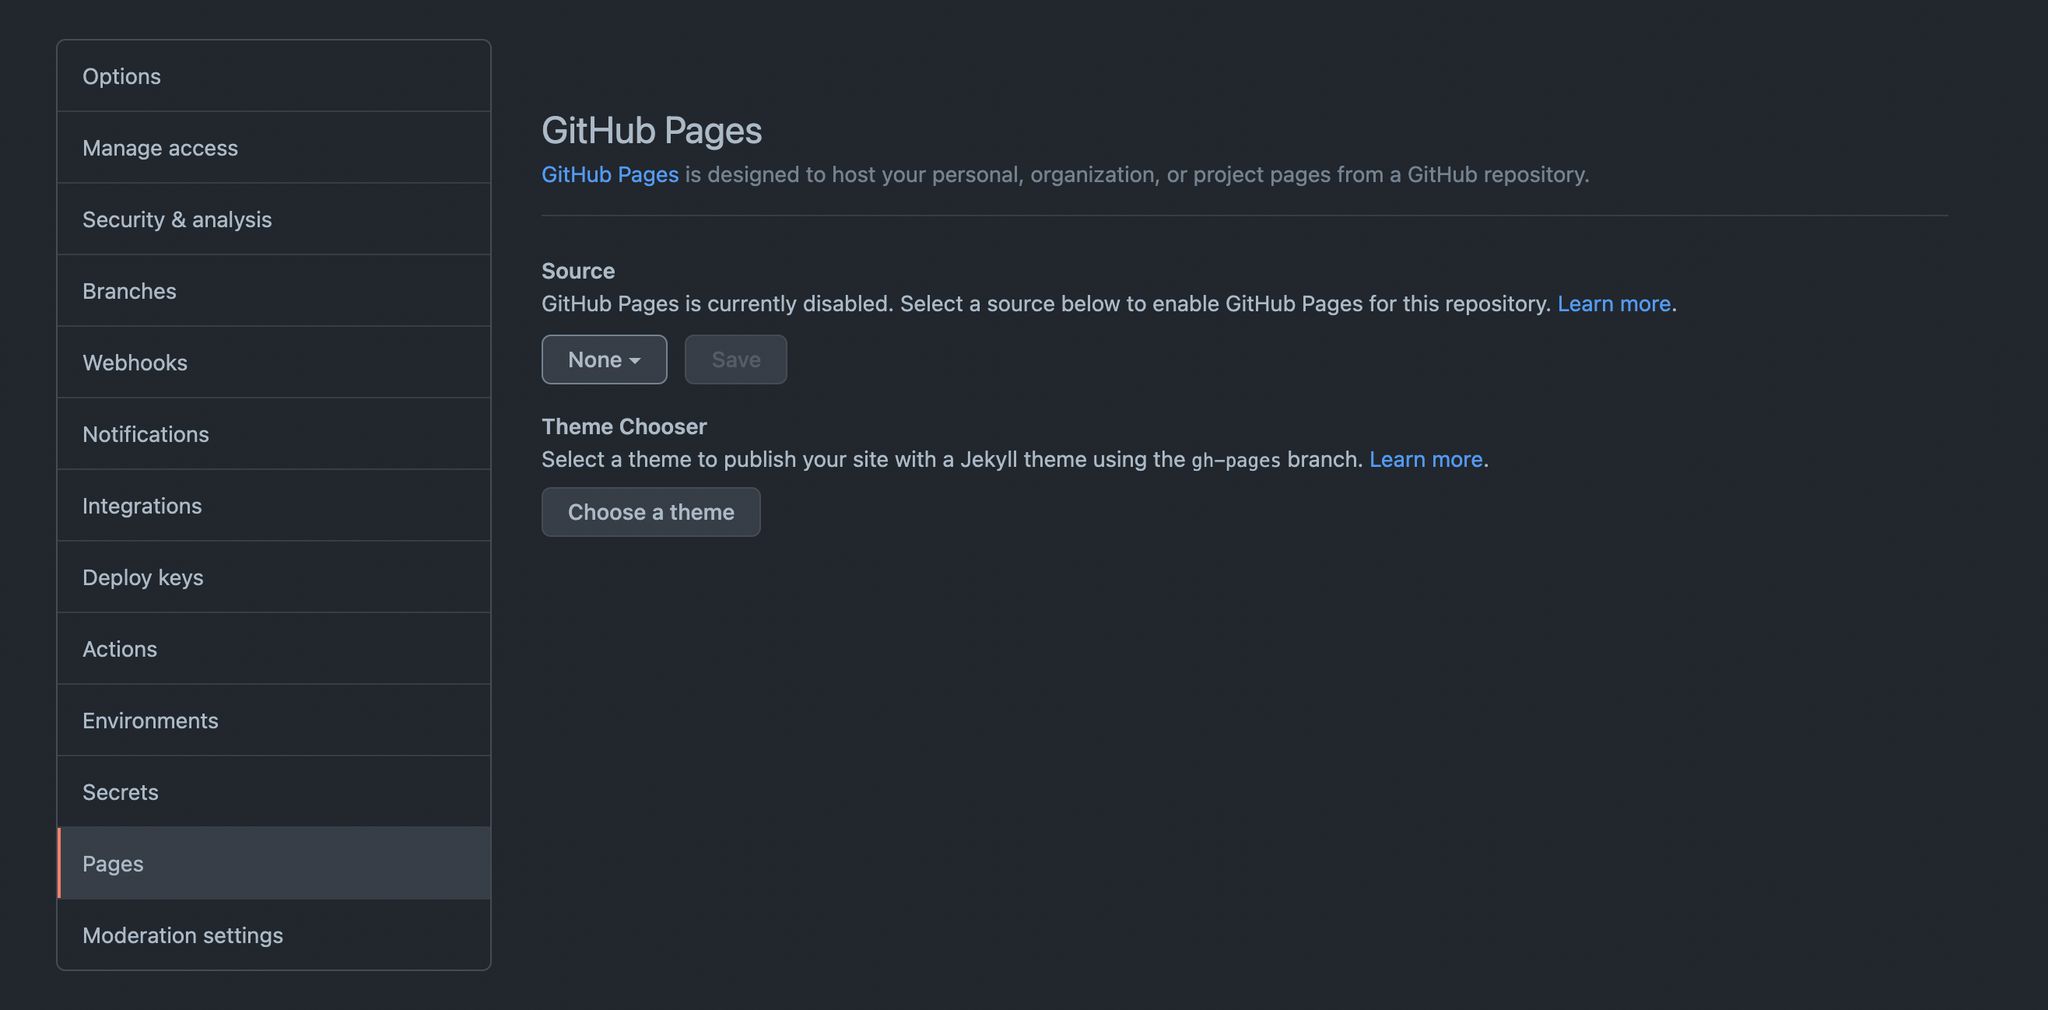 Options
Manage access
Security & analysis
Branches
Webhooks
Notifications
Integrations
Deploy keys
Actions
Environments
Secrets
Pages
Moderation settings
GitHub Pages
GitHub Pages is designed to host your personal, organization, or project pages from a GitHub repository.
Source
GitHub Pages is currently disabled. Select a source below to enable GitHub Pages for this repository. Learn more.
None Save
Theme Chooser
Select a theme to publish your site with a Jekyll theme using the gh-pages branch. Learn more.
Choose a theme